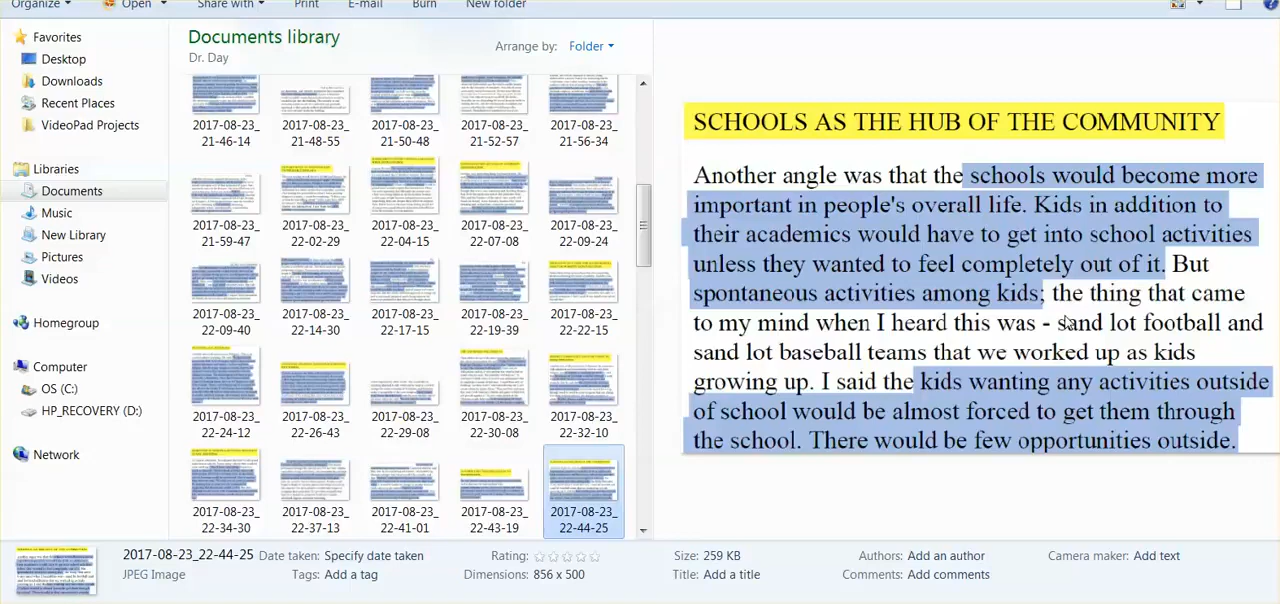 Organize Open Share with Print E-mail Burn New folder
Favorites
Desktop
Downloads
Recent Places
VideoPad Projects
Libraries
Documents
Music
New Library
Pictures
Videos
Homegroup
Computer
OS (C:)
HP_RECOVERY (D:)
Network
Documents library
Dr. Day
Arrange by: Folder
2017-08-23_ 2017-08-23_ 2017-08-23_ 2017-08-23_ 2017-08-23_
21-46-14 21-48-55 21-50-48 21-52-57 21-56-34
2017-08-23_ 2017-08-23_ 2017-08-23_ 2017-08-23_ 2017-08-23_
21-59-47 22-02-29 22-04-15 22-07-08 22-09-24
2017-08-23_ 2017-08-23_ 2017-08-23_ 2017-08-23_ 2017-08-23_
22-09-40 22-14-30 22-17-15 22-19-39 22-22-15
2017-08-23_ 2017-08-23_ 2017-08-23_ 2017-08-23_ 2017-08-23_
22-24-12 22-26-43 22-29-08 22-30-08 22-32-10
2017-08-23_ 2017-08-23_ 2017-08-23_ 2017-08-23_ 2017-08-23_
22-34-30 22-37-13 22-41-01 22-43-19 22-44-25
SCHOOLS AS THE HUB OF THE COMMUNITY
Another angle was that the schools would become more
important in people's overall life. Kids in addition to
their academics would have to get into school activities
unless they wanted to feel completely out of it. But
spontaneous activities among kids; the thing that came
to my mind when I heard this was - sand lot football and
sand lot baseball teams that we worked up as kids
growing up. I said the kids wanting any activities outside
of school would be almost forced to get them through
the school. There would be few opportunities outside.
2017-08-23_22-44-25 Date taken: Specify date taken Rating: Size: 259 KB Authors: Add an author Camera maker: Add text
JPEG Image Tags: Add a tag Dimensions: 856 x 500 Title: Add a title Comments: Add comments